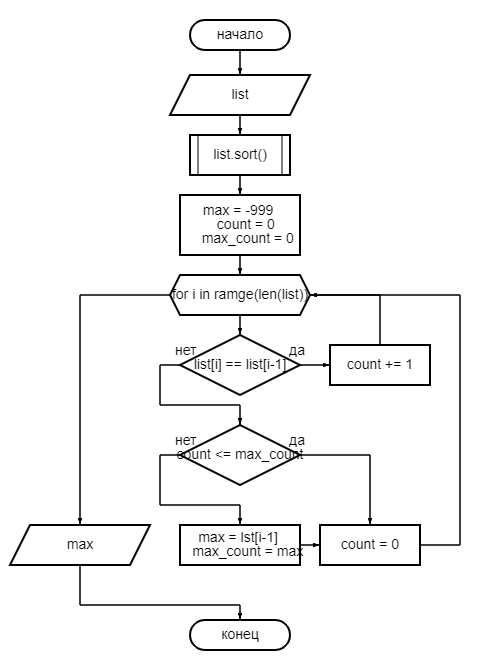 начало
list
list.sort()
max = -999
count = 0
max_count = 0
for i in ramge(len(list))
нет
да
list[i] == list[i-1]
count += 1
нет
да
count <= max_count
max = lst[i-1]
max_count = max
count = 0
max
конец